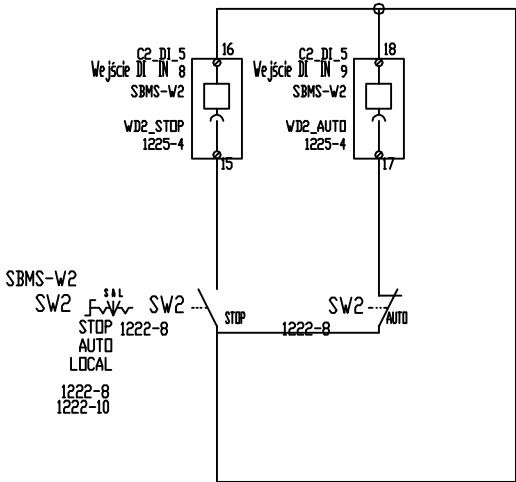 C2_DI_5
16
Wejście DI IN 8
SBMS-W2
WD2_STOP
1225-4
15
C2_DI_5
18
Wejście DI IN 9
SBMS-W2
WD2_AUTO
1225-4
17
SBMS-W2
SW2
S&L
STOP
AUTO
LOCAL
1222-8
1222-10
SW2
STOP
1222-8
SW2
AUTO
1222-8